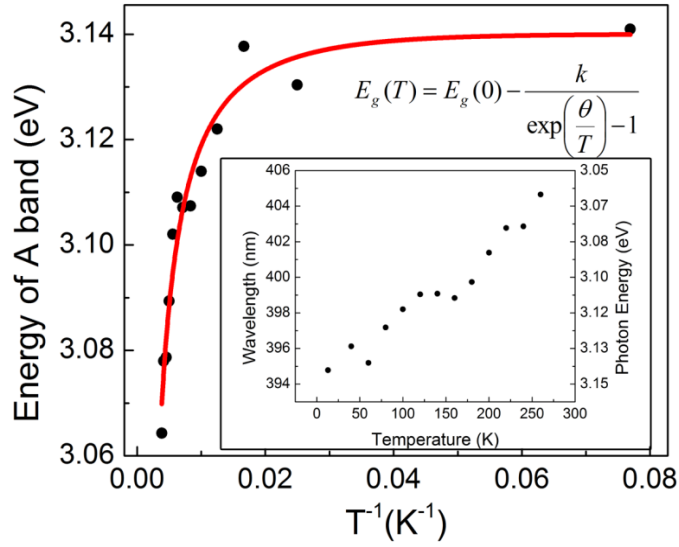 3.14
3.12
3.10
3.08
3.06
Energy of A band (eV)
0.00 0.02 0.04 0.06 0.08
T⁻¹(K⁻¹)
E_g(T) = E_g(0) − k / (exp(θ/T) − 1)
406
404
402
400
398
396
394
Wavelength (nm)
3.05
3.07
3.08
3.10
3.11
3.13
3.15
Photon Energy (eV)
0 50 100 150 200 250 300
Temperature (K)